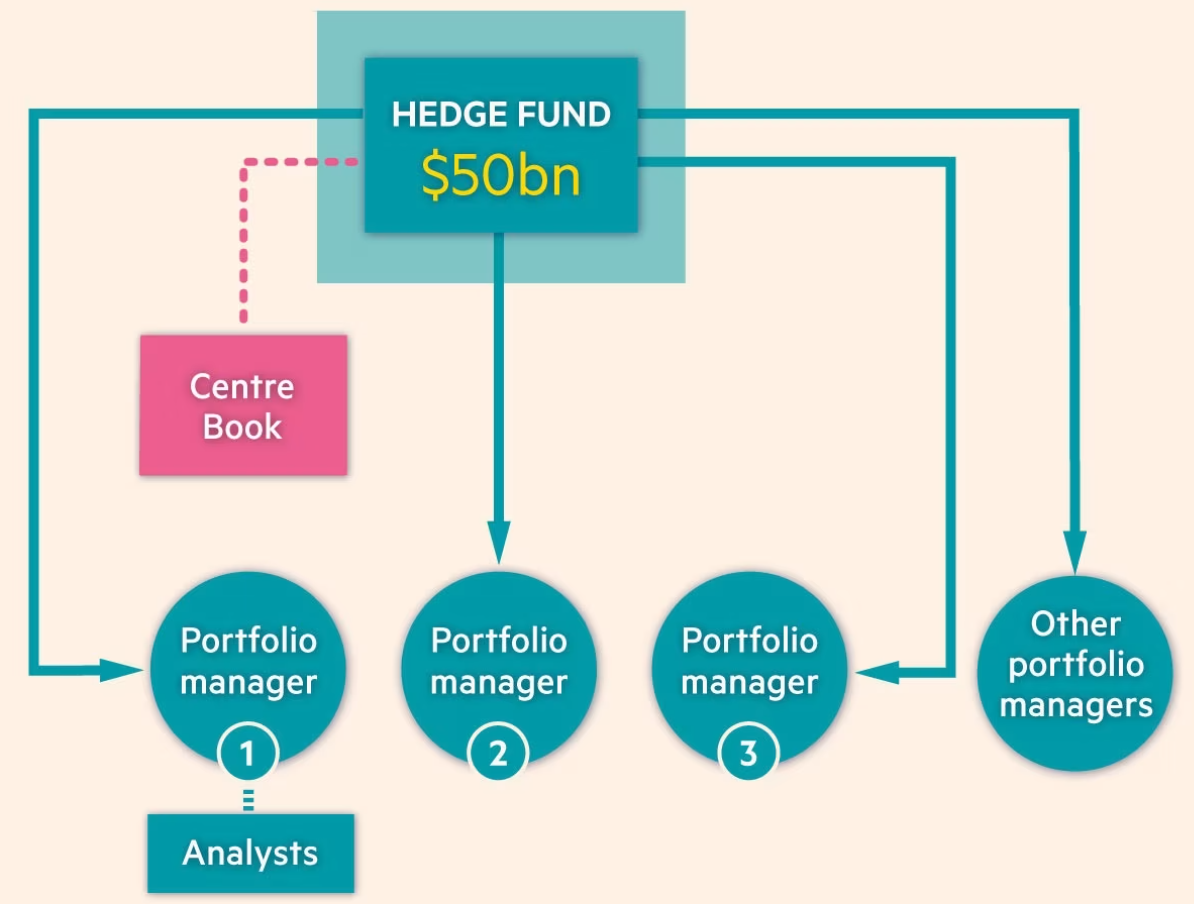 HEDGE FUND
$50bn
Centre
Book
Portfolio
manager
1
Portfolio
manager
2
Portfolio
manager
3
Other
portfolio
managers
Analysts